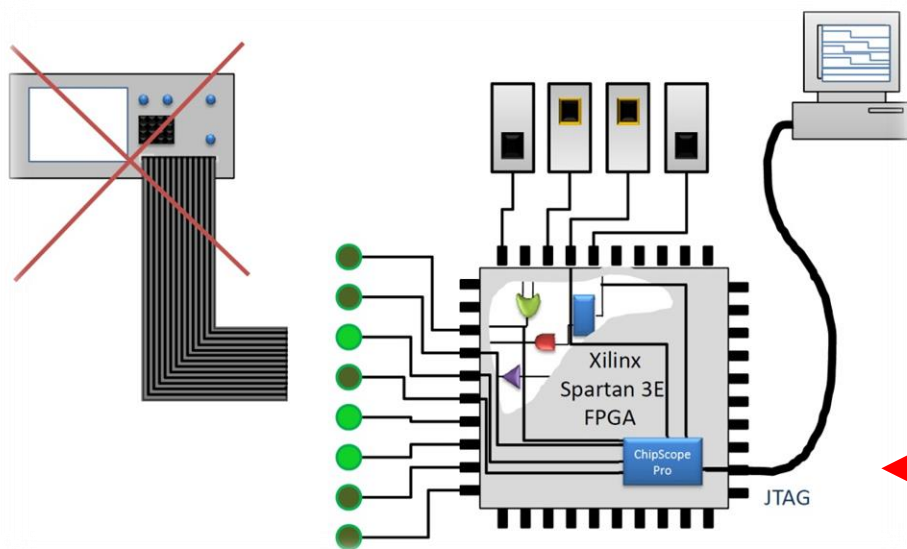 Xilinx
Spartan 3E
FPGA
ChipScope
Pro
JTAG